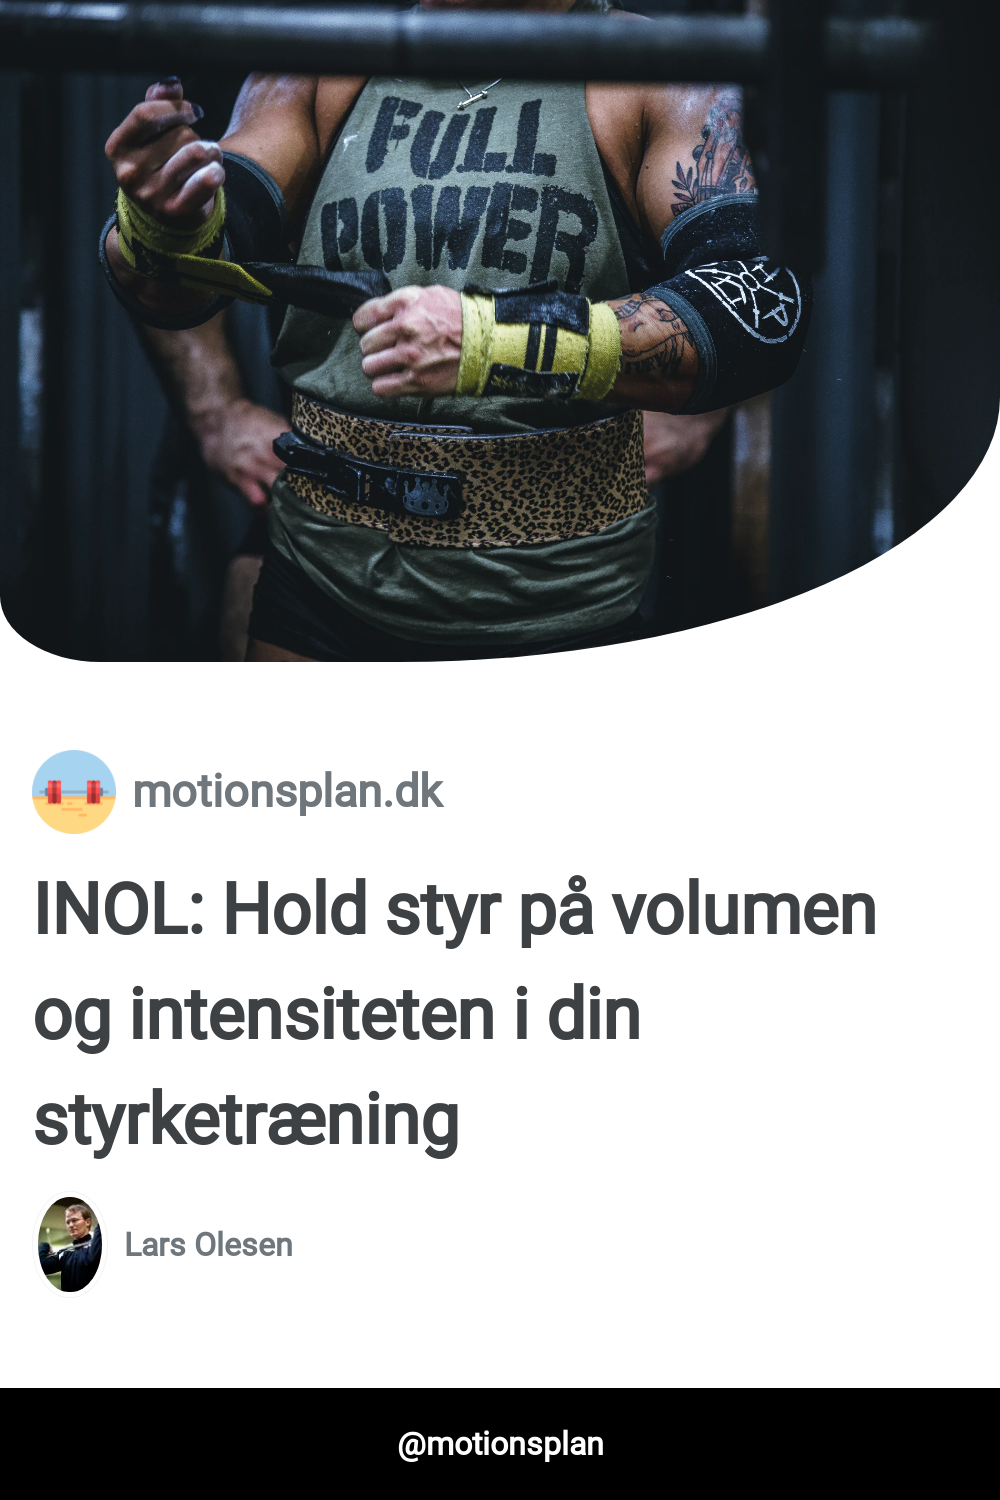 FULL
POWER
motionsplan.dk
INOL: Hold styr på volumen
og intensiteten i din
styrketræning
Lars Olesen
@motionsplan